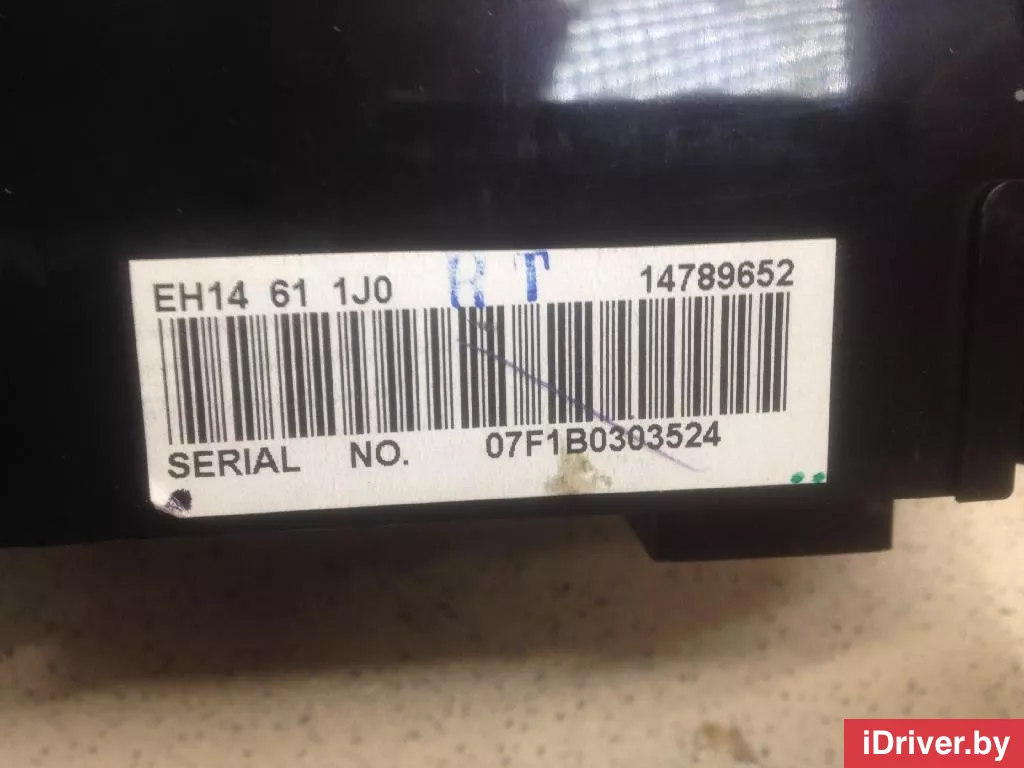 EH14 61 1J0 RT 14789652
SERIAL NO. 07F1B0303524
iDriver.by